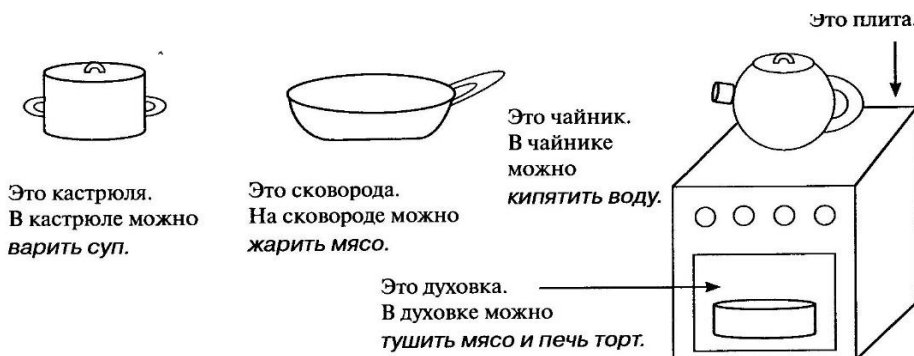 Это плита.
Это кастрюля.
В кастрюле можно
варить суп.
Это сковорода.
На сковороде можно
жарить мясо.
Это чайник.
В чайнике
можно
кипятить воду.
Это духовка.
В духовке можно
тушить мясо и печь торт.